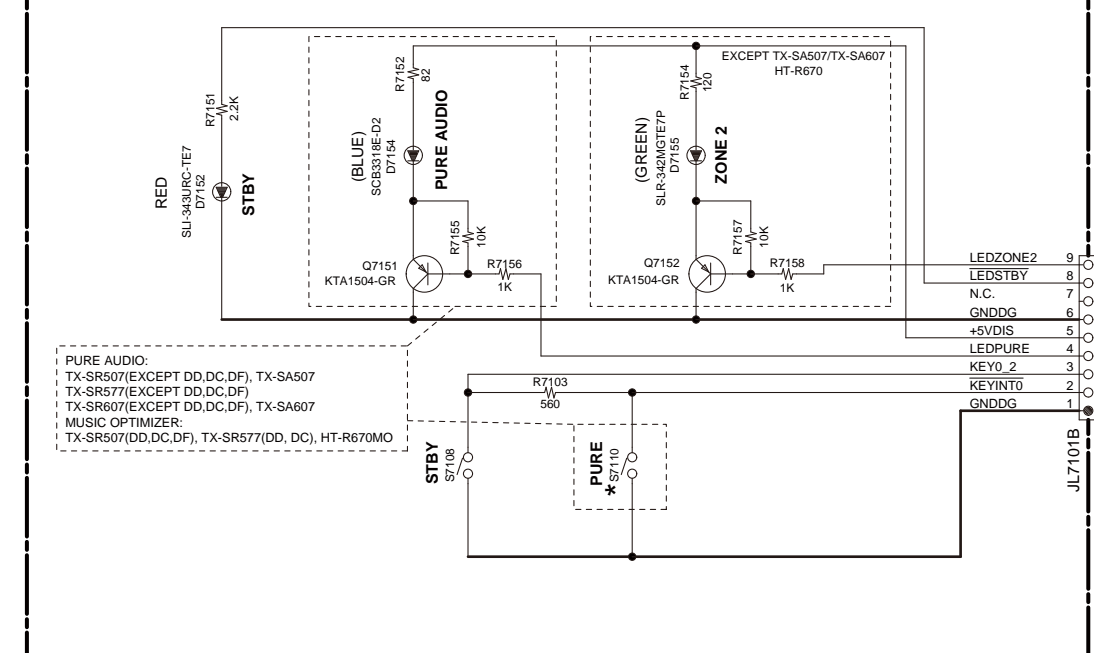 R7151
2.2K
RED
SLI-343URC-TE7
D7152
STBY
R7152
82
(BLUE)
SCB3318E-D2
D7154
PURE AUDIO
R7155
10K
Q7151
KTA1504-GR
R7156
1K
EXCEPT TX-SA507/TX-SA607
HT-R670
R7154
120
(GREEN)
SLR-342MGTE7P
D7155
ZONE 2
R7157
10K
Q7152
KTA1504-GR
R7158
1K
LEDZONE2 9
LEDSTBY 8
N.C. 7
GNDDG 6
+5VDIS 5
LEDPURE 4
KEY0_2 3
KEYINT0 2
GNDDG 1
JL7101B
PURE AUDIO:
TX-SR507(EXCEPT DD,DC,DF), TX-SA507
TX-SR577(EXCEPT DD,DC,DF)
TX-SR607(EXCEPT DD,DC,DF), TX-SA607
MUSIC OPTIMIZER:
TX-SR507(DD,DC,DF), TX-SR577(DD, DC), HT-R670MO
R7103
560
STBY
S7108
PURE
* S7110